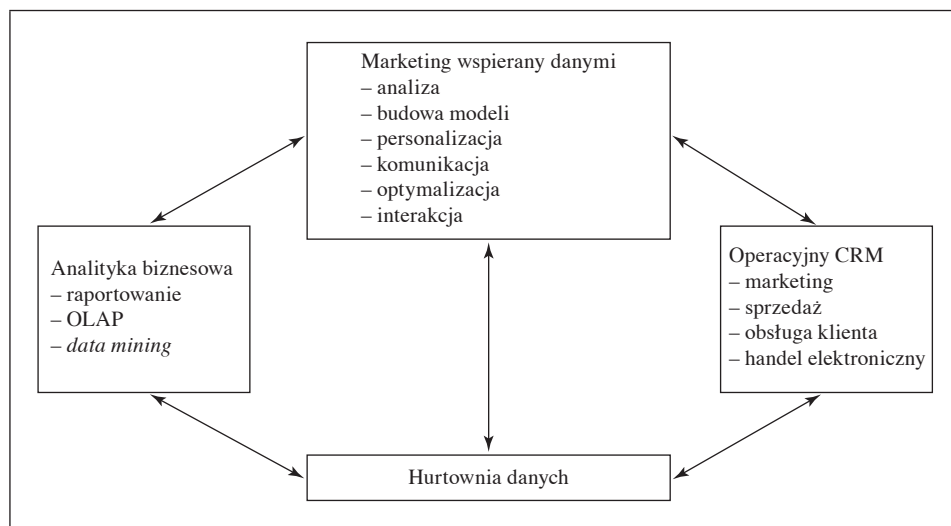 Marketing wspierany danymi
– analiza
– budowa modeli
– personalizacja
– komunikacja
– optymalizacja
– interakcja
Analityka biznesowa
– raportowanie
– OLAP
– data mining
Operacyjny CRM
– marketing
– sprzedaż
– obsługa klienta
– handel elektroniczny
Hurtownia danych